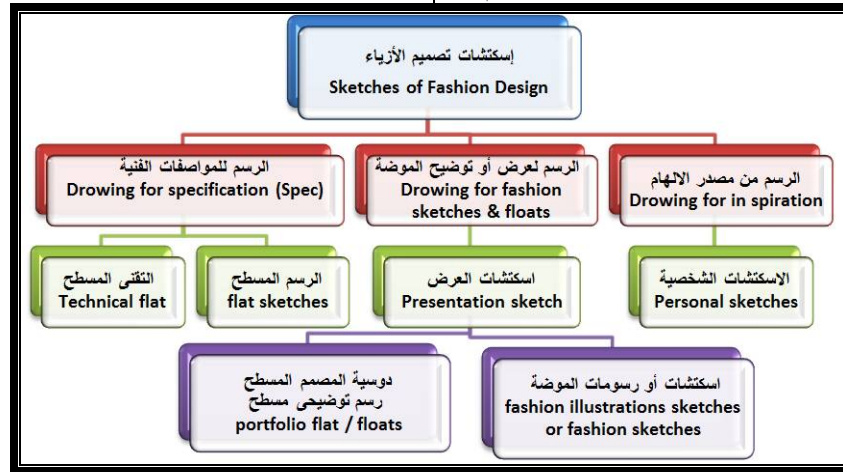 إسكتشات تصميم الأزياء
Sketches of Fashion Design
الرسم للمواصفات الفنية
Drowing for specification (Spec)
الرسم لعرض أو توضيح الموضة
Drowing for fashion
sketches & floats
الرسم من مصدر الالهام
Drowing for in spiration
التقنى المسطح
Technical flat
الرسم المسطح
flat sketches
اسكتشات العرض
Presentation sketch
الاسكتشات الشخصية
Personal sketches
دوسية المصمم المسطح
رسم توضيحى مسطح
portfolio flat / floats
اسكتشات أو رسومات الموضة
fashion illustrations sketches
or fashion sketches